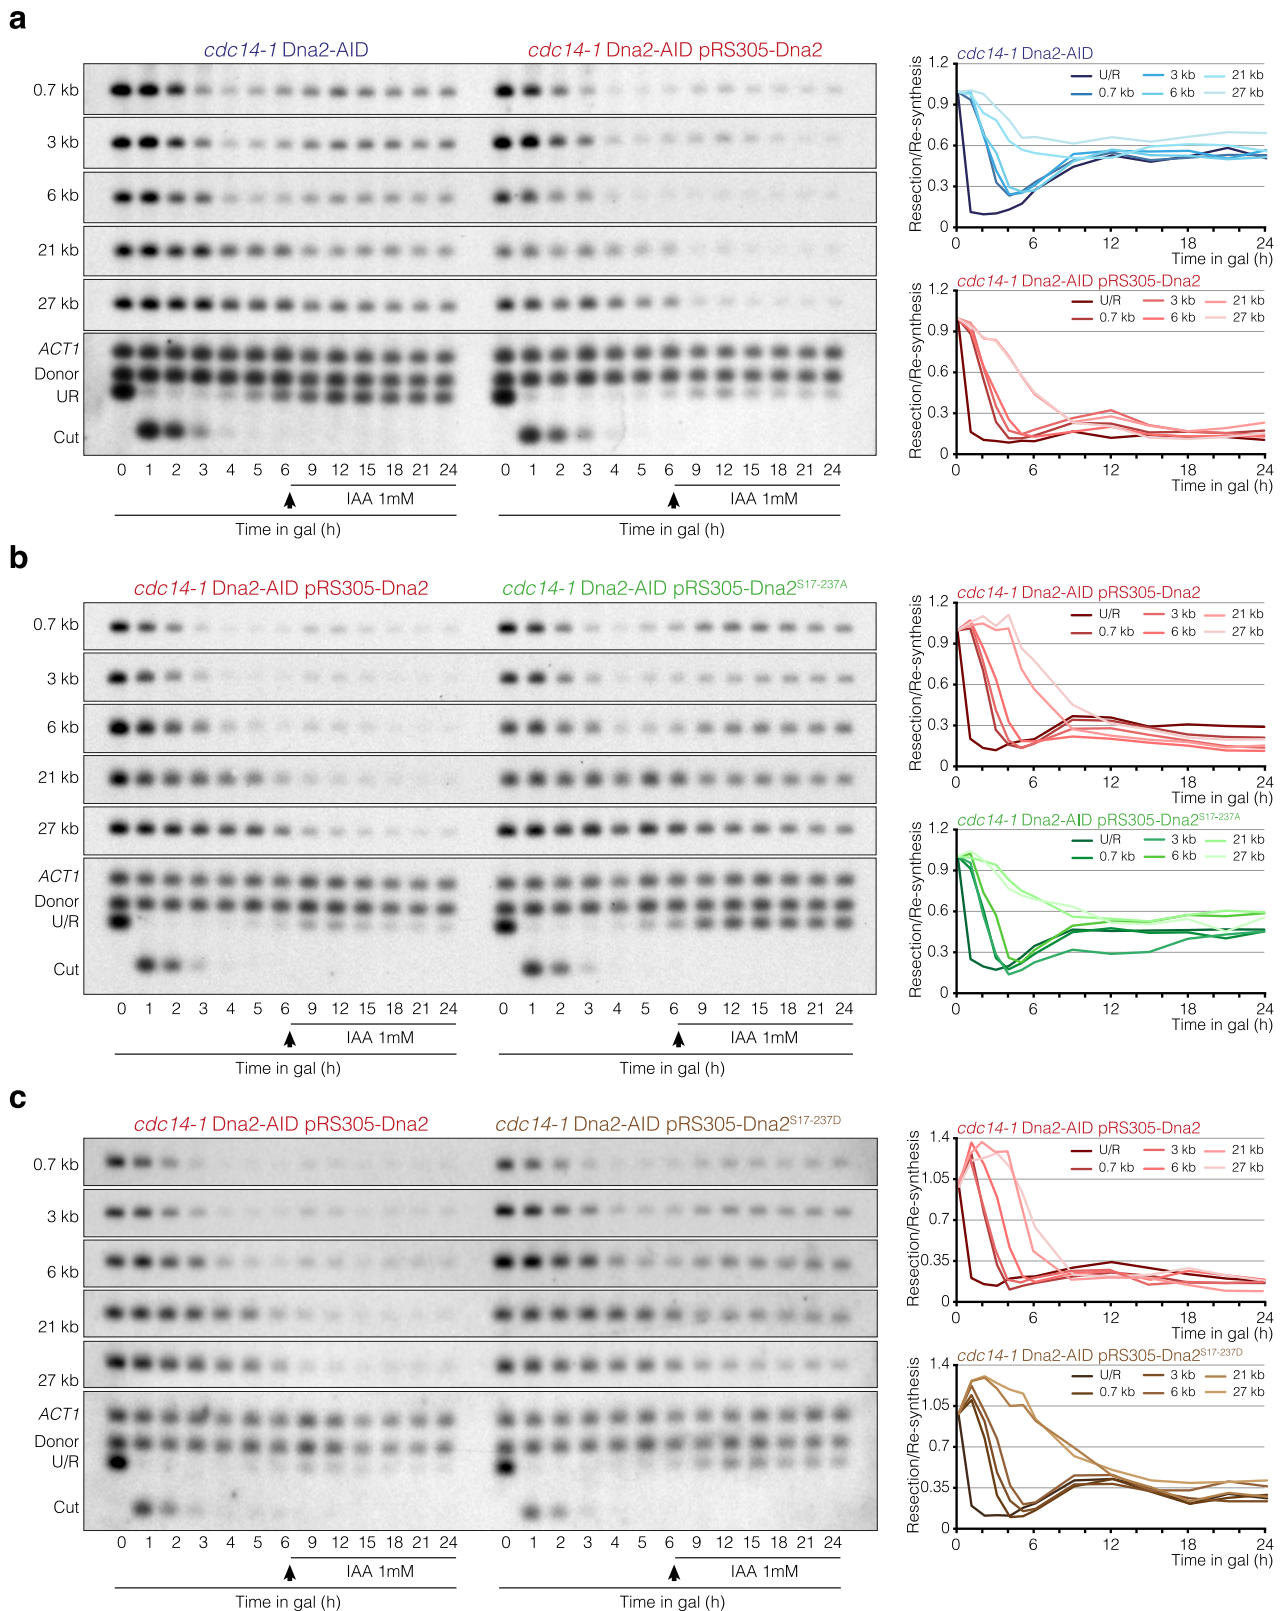 a
cdc14-1 Dna2-AID
cdc14-1 Dna2-AID pRS305-Dna2
0.7 kb
3 kb
6 kb
21 kb
27 kb
ACT1
Donor
UR
Cut
0 1 2 3 4 5 6 9 12 15 18 21 24
0 1 2 3 4 5 6 9 12 15 18 21 24
IAA 1mM
IAA 1mM
Time in gal (h)
Time in gal (h)
cdc14-1 Dna2-AID
U/R 3 kb 21 kb
0.7 kb 6 kb 27 kb
Resection/Re-synthesis
1.2
0.9
0.6
0.3
0
0 6 12 18 24
Time in gal (h)
cdc14-1 Dna2-AID pRS305-Dna2
U/R 3 kb 21 kb
0.7 kb 6 kb 27 kb
Resection/Re-synthesis
1.2
0.9
0.6
0.3
0
0 6 12 18 24
Time in gal (h)
b
cdc14-1 Dna2-AID pRS305-Dna2
cdc14-1 Dna2-AID pRS305-Dna2S17-237A
0.7 kb
3 kb
6 kb
21 kb
27 kb
ACT1
Donor
U/R
Cut
0 1 2 3 4 5 6 9 12 15 18 21 24
0 1 2 3 4 5 6 9 12 15 18 21 24
IAA 1mM
IAA 1mM
Time in gal (h)
Time in gal (h)
cdc14-1 Dna2-AID pRS305-Dna2
U/R 3 kb 21 kb
0.7 kb 6 kb 27 kb
Resection/Re-synthesis
1.2
0.9
0.6
0.3
0
0 6 12 18 24
Time in gal (h)
cdc14-1 Dna2-AID pRS305-Dna2S17-237A
U/R 3 kb 21 kb
0.7 kb 6 kb 27 kb
Resection/Re-synthesis
1.2
0.9
0.6
0.3
0
0 6 12 18 24
Time in gal (h)
c
cdc14-1 Dna2-AID pRS305-Dna2
cdc14-1 Dna2-AID pRS305-Dna2S17-237D
0.7 kb
3 kb
6 kb
21 kb
27 kb
ACT1
Donor
U/R
Cut
0 1 2 3 4 5 6 9 12 15 18 21 24
0 1 2 3 4 5 6 9 12 15 18 21 24
IAA 1mM
IAA 1mM
Time in gal (h)
Time in gal (h)
cdc14-1 Dna2-AID pRS305-Dna2
U/R 3 kb 21 kb
0.7 kb 6 kb 27 kb
Resection/Re-synthesis
1.4
1.05
0.7
0.35
0
0 6 12 18 24
Time in gal (h)
cdc14-1 Dna2-AID pRS305-Dna2S17-237D
U/R 3 kb 21 kb
0.7 kb 6 kb 27 kb
Resection/Re-synthesis
1.4
1.05
0.7
0.35
0
0 6 12 18 24
Time in gal (h)